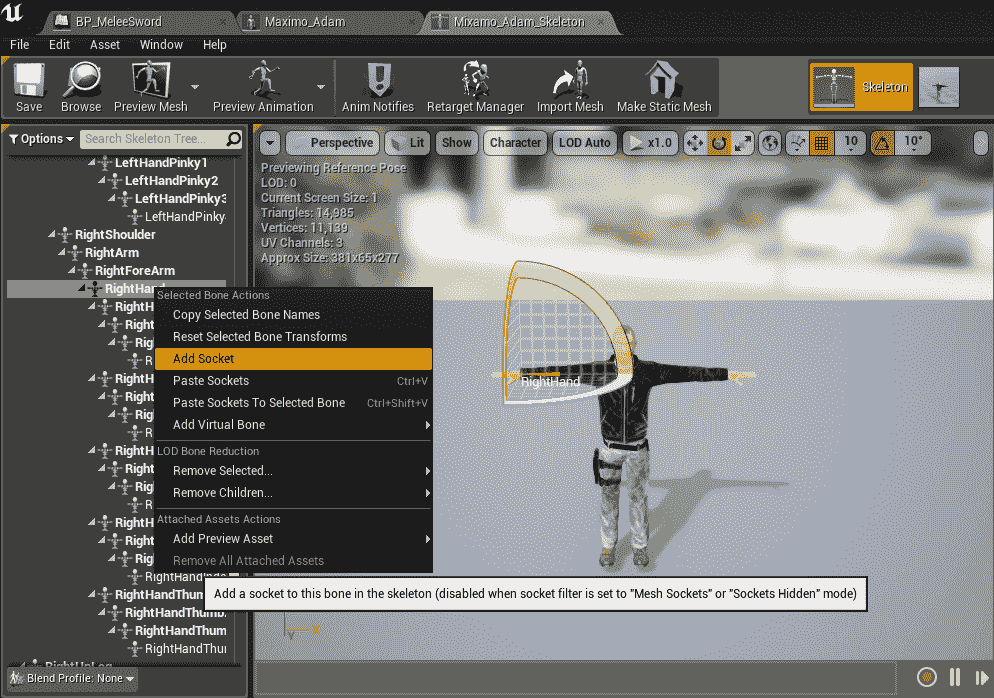 BP_MeleeSword
Maximo_Adam
Mixamo_Adam_Skeleton
File Edit Asset Window Help
Save Browse Preview Mesh Preview Animation Anim Notifies Retarget Manager Import Mesh Make Static Mesh Skeleton
Options Search Skeleton Tree...
Perspective Lit Show Character LOD Auto x1.0 10 10°
LeftHandPinky1
LeftHandPinky2
LeftHandPinky3
LeftHandPinky
RightShoulder
RightArm
RightForeArm
RightHand
RightH
Right
Rig
R
RightH
Right
Rig
R
RightH
Right
Rig
R
RightH
Right
Rig
RightHandInd
RightHandThum
RightHandThumb
RightHandThum
RightHandThu
RightUpLeg
Blend Profile: None
Selected Bone Actions
Copy Selected Bone Names
Reset Selected Bone Transforms
Add Socket
Paste Sockets Ctrl+V
Paste Sockets To Selected Bone Ctrl+Shift+V
Add Virtual Bone
LOD Bone Reduction
Remove Selected...
Remove Children...
Attached Assets Actions
Add Preview Asset
Remove All Attached Assets
Add a socket to this bone in the skeleton (disabled when socket filter is set to "Mesh Sockets" or "Sockets Hidden" mode)
Previewing Reference Pose
LOD: 0
Current Screen Size: 1
Triangles: 14,985
Vertices: 11,139
UV Channels: 3
Approx Size: 381x65x277
RightHand
Y X